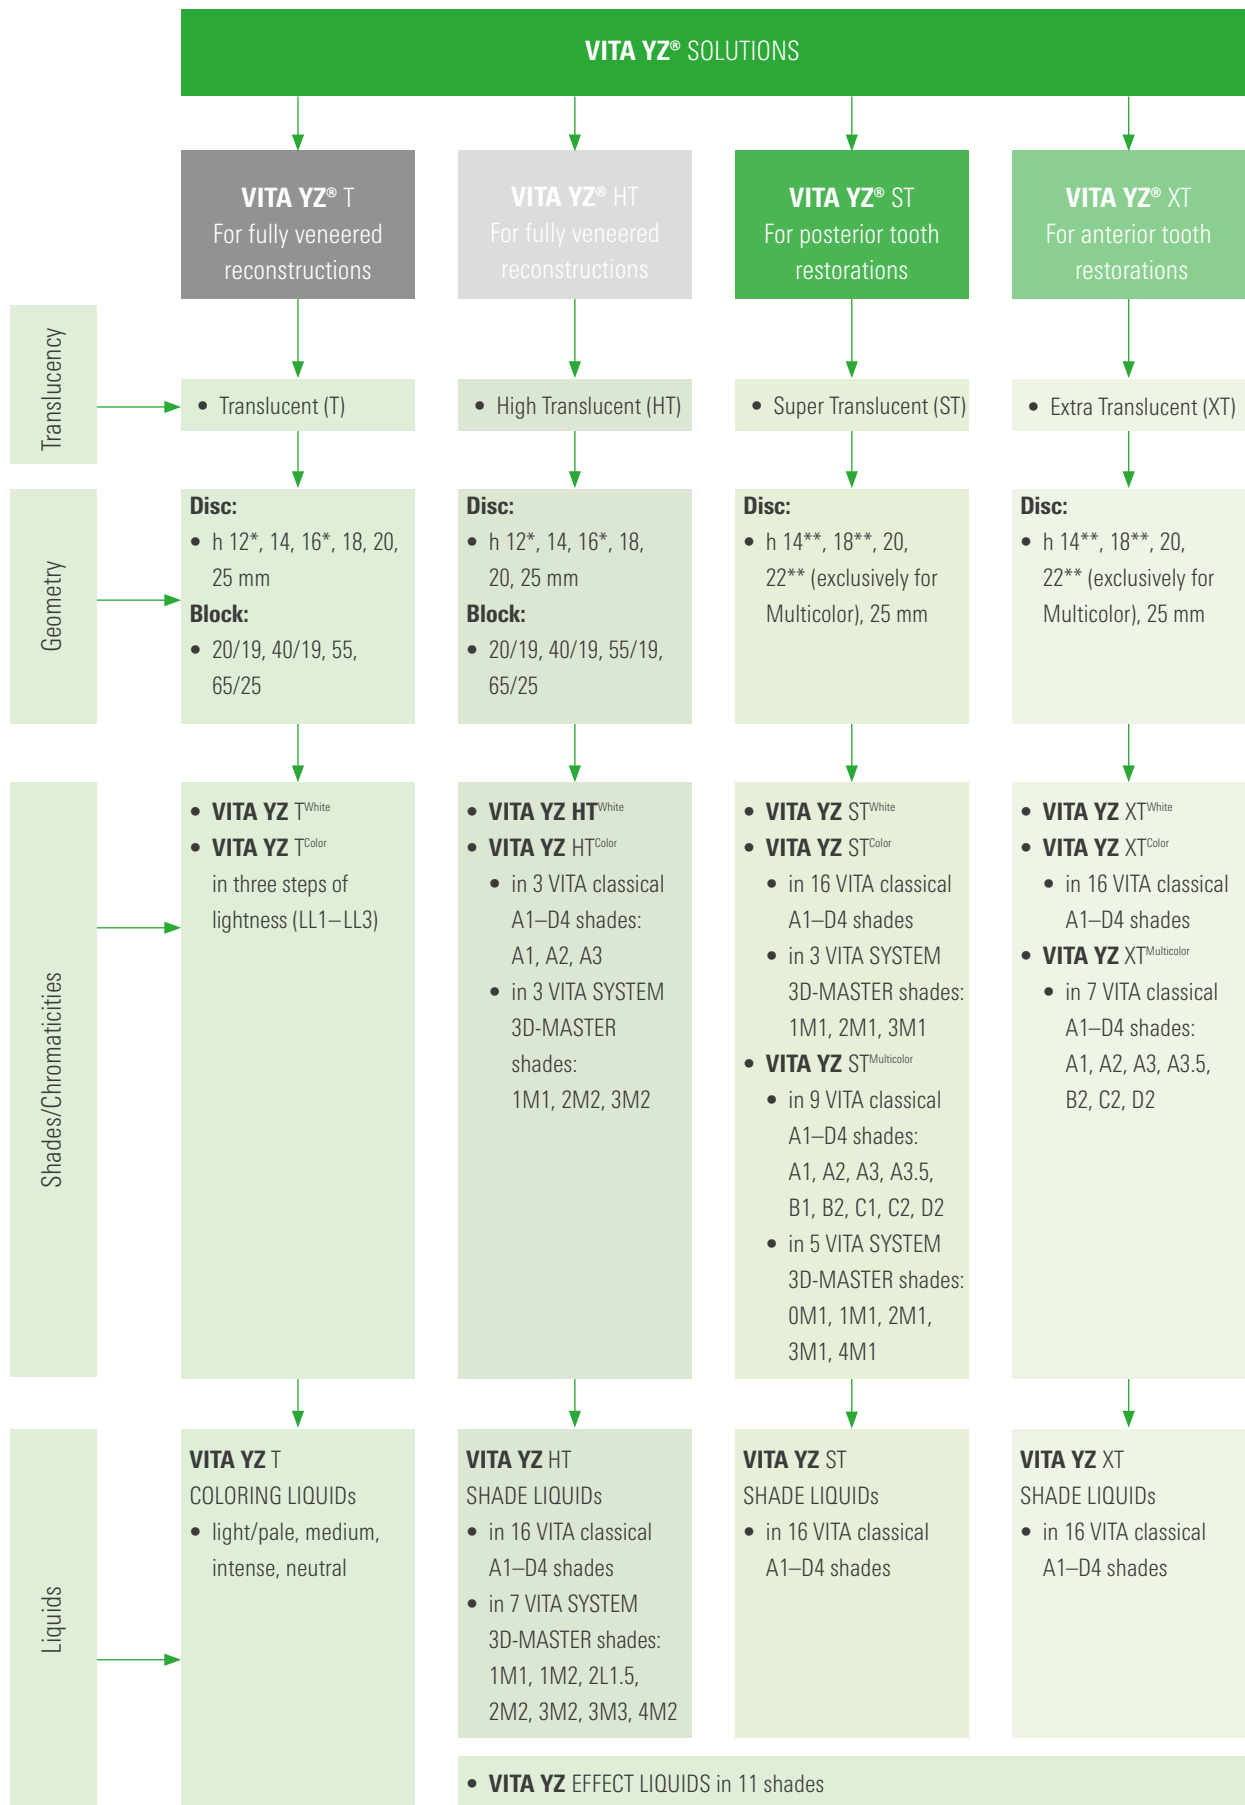 VITA YZ® SOLUTIONS
VITA YZ® T
For fully veneered
reconstructions
VITA YZ® HT
For fully veneered
reconstructions
VITA YZ® ST
For posterior tooth
restorations
VITA YZ® XT
For anterior tooth
restorations
Translucency
• Translucent (T)
• High Translucent (HT)
• Super Translucent (ST)
• Extra Translucent (XT)
Geometry
Disc:
• h 12*, 14, 16*, 18, 20,
25 mm
Block:
• 20/19, 40/19, 55,
65/25
Disc:
• h 12*, 14, 16*, 18,
20, 25 mm
Block:
• 20/19, 40/19, 55/19,
65/25
Disc:
• h 14**, 18**, 20,
22** (exclusively for
Multicolor), 25 mm
Disc:
• h 14**, 18**, 20,
22** (exclusively for
Multicolor), 25 mm
Shades/Chromaticities
• VITA YZ TWhite
• VITA YZ TColor
in three steps of
lightness (LL1–LL3)
• VITA YZ HTWhite
• VITA YZ HTColor
• in 3 VITA classical
A1–D4 shades:
A1, A2, A3
• in 3 VITA SYSTEM
3D-MASTER
shades:
1M1, 2M2, 3M2
• VITA YZ STWhite
• VITA YZ STColor
• in 16 VITA classical
A1–D4 shades
• in 3 VITA SYSTEM
3D-MASTER shades:
1M1, 2M1, 3M1
• VITA YZ STMulticolor
• in 9 VITA classical
A1–D4 shades:
A1, A2, A3, A3.5,
B1, B2, C1, C2, D2
• in 5 VITA SYSTEM
3D-MASTER shades:
0M1, 1M1, 2M1,
3M1, 4M1
• VITA YZ XTWhite
• VITA YZ XTColor
• in 16 VITA classical
A1–D4 shades
• VITA YZ XTMulticolor
• in 7 VITA classical
A1–D4 shades:
A1, A2, A3, A3.5,
B2, C2, D2
Liquids
VITA YZ T
COLORING LIQUIDs
• light/pale, medium,
intense, neutral
VITA YZ HT
SHADE LIQUIDs
• in 16 VITA classical
A1–D4 shades
• in 7 VITA SYSTEM
3D-MASTER shades:
1M1, 1M2, 2L1.5,
2M2, 3M2, 3M3, 4M2
VITA YZ ST
SHADE LIQUIDs
• in 16 VITA classical
A1–D4 shades
VITA YZ XT
SHADE LIQUIDs
• in 16 VITA classical
A1–D4 shades
• VITA YZ EFFECT LIQUIDS in 11 shades